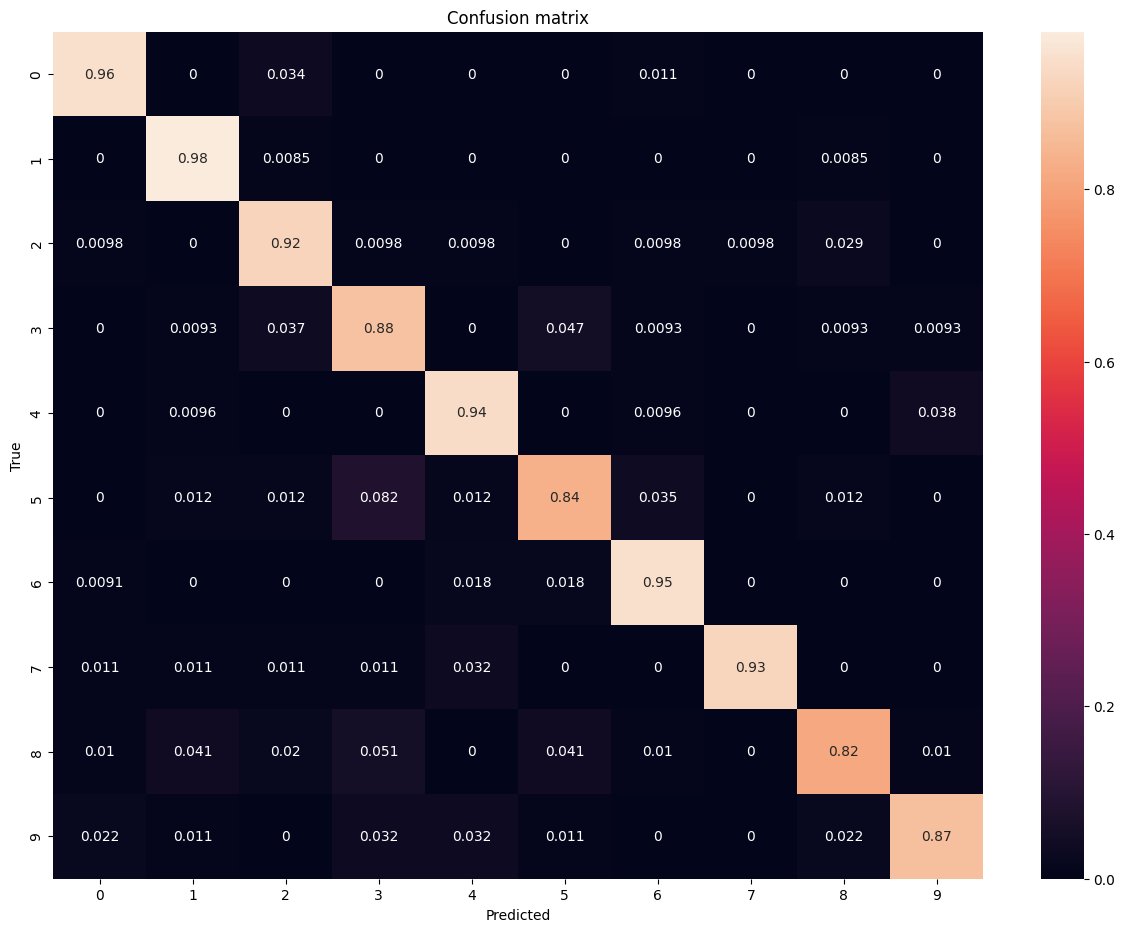 Confusion matrix
0 0.96 0 0.034 0 0 0 0.011 0 0 0
1 0 0.98 0.0085 0 0 0 0 0 0.0085 0
0.8
2 0.0098 0 0.92 0.0098 0.0098 0 0.0098 0.0098 0.029 0
3 0 0.0093 0.037 0.88 0 0.047 0.0093 0 0.0093 0.0093
0.6
4 0 0.0096 0 0 0.94 0 0.0096 0 0 0.038
True
5 0 0.012 0.012 0.082 0.012 0.84 0.035 0 0.012 0
0.4
6 0.0091 0 0 0 0.018 0.018 0.95 0 0 0
7 0.011 0.011 0.011 0.011 0.032 0 0 0.93 0 0
0.2
8 0.01 0.041 0.02 0.051 0 0.041 0.01 0 0.82 0.01
9 0.022 0.011 0 0.032 0.032 0.011 0 0 0.022 0.87
0.0
0 1 2 3 4 5 6 7 8 9
Predicted